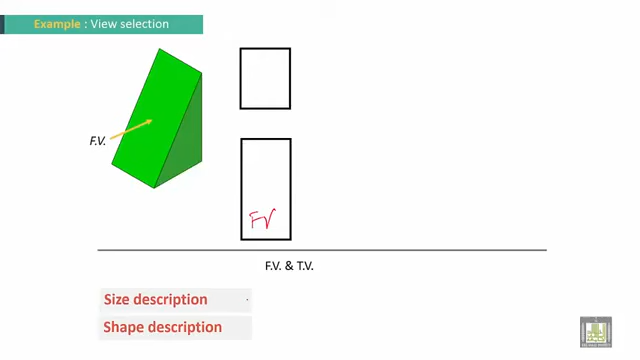 Example : View selection
F.V.
FV
F.V. & T.V.
Size description
Shape description